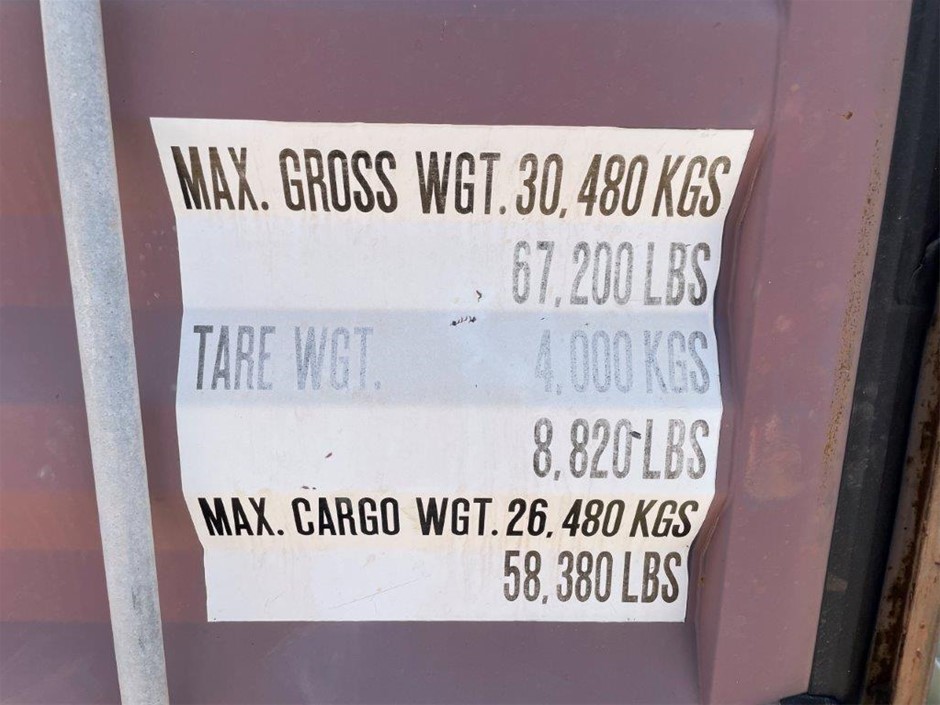 MAX. GROSS WGT. 30,480 KGS
67,200 LBS
TARE WGT. 4,000 KGS
8,820 LBS
MAX. CARGO WGT. 26,480 KGS
58,380 LBS